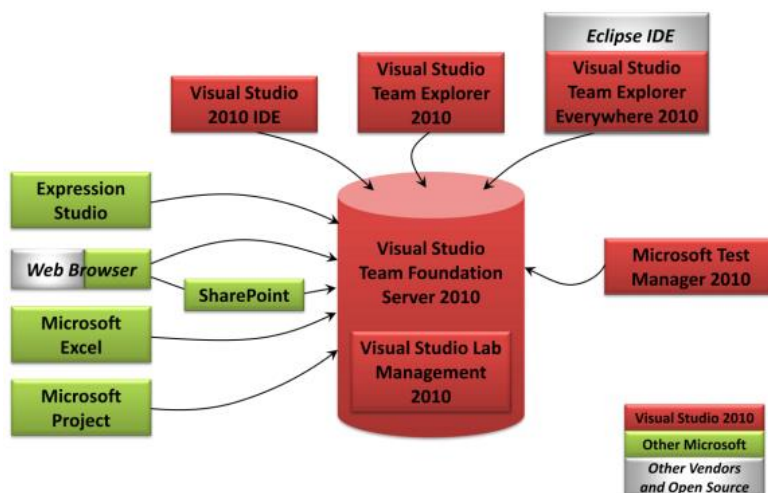 Eclipse IDE
Visual Studio
2010 IDE
Visual Studio
Team Explorer
2010
Visual Studio
Team Explorer
Everywhere 2010
Expression
Studio
Web Browser
SharePoint
Microsoft
Excel
Microsoft
Project
Visual Studio
Team Foundation
Server 2010
Visual Studio Lab
Management
2010
Microsoft Test
Manager 2010
Visual Studio 2010
Other Microsoft
Other Vendors
and Open Source